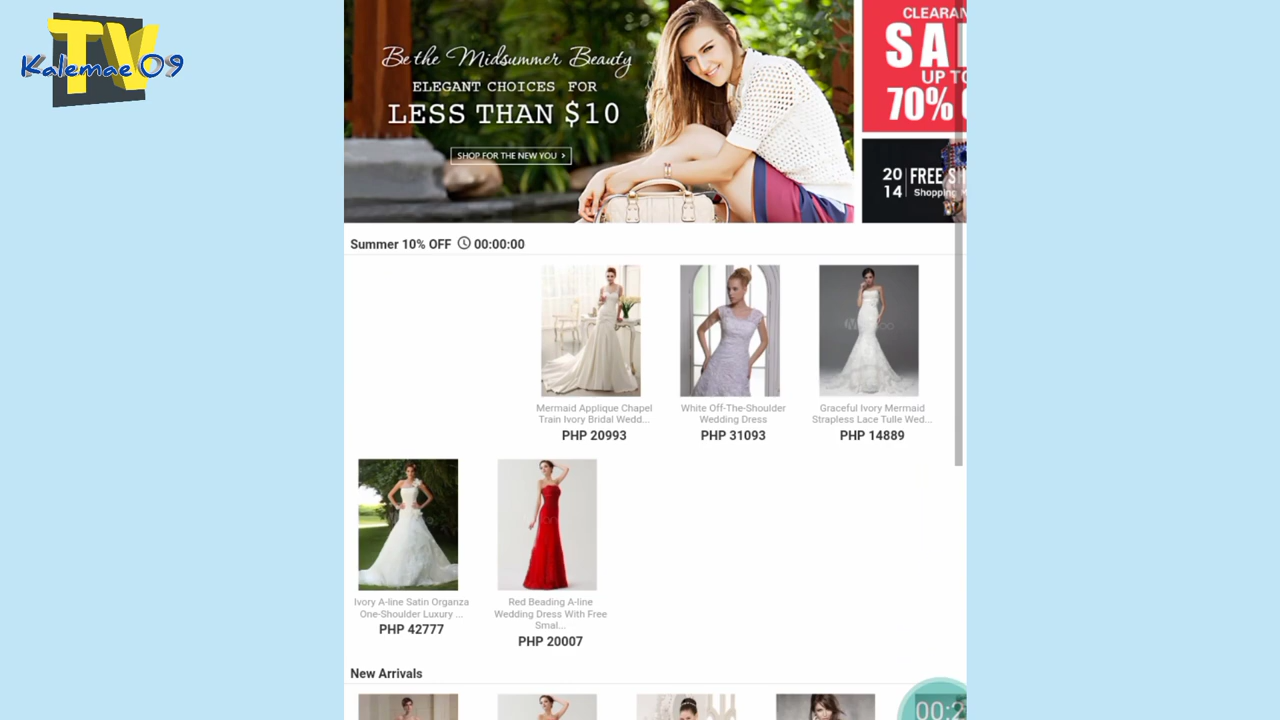 TV
Kalemae 09
Be the Midsummer Beauty
ELEGANT CHOICES FOR
LESS THAN $10
SHOP FOR THE NEW YOU >
CLEARAN
SA
UP TO
70%
20
14
FREE S
Shopping
Summer 10% OFF 00:00:00
Mermaid Applique Chapel
Train Ivory Bridal Wedd...
PHP 20993
White Off-The-Shoulder
Wedding Dress
PHP 31093
Graceful Ivory Mermaid
Strapless Lace Tulle Wed...
PHP 14889
Ivory A-line Satin Organza
One-Shoulder Luxury ...
PHP 42777
Red Beading A-line
Wedding Dress With Free
Smal...
PHP 20007
New Arrivals
00:2